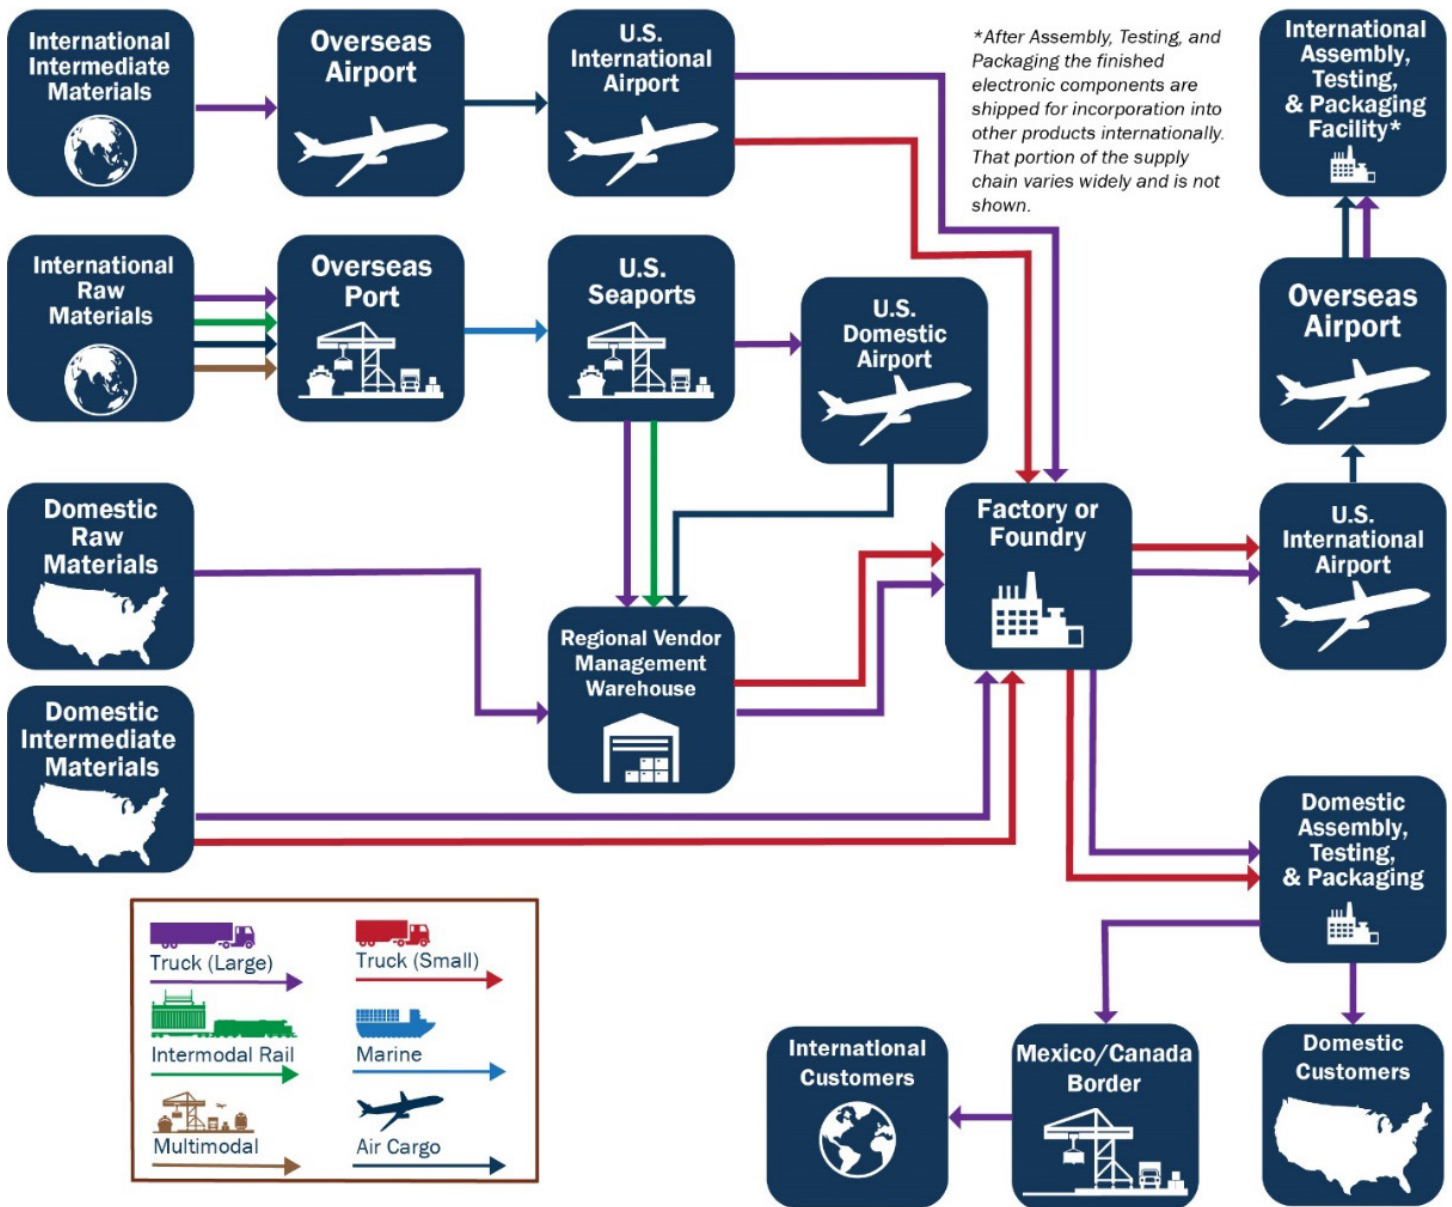 International
Intermediate
Materials
Overseas
Airport
U.S.
International
Airport
*After Assembly, Testing, and
Packaging the finished
electronic components are
shipped for incorporation into
other products internationally.
That portion of the supply
chain varies widely and is not
shown.
International
Assembly,
Testing,
& Packaging
Facility*
International
Raw
Materials
Overseas
Port
U.S.
Seaports
U.S.
Domestic
Airport
Overseas
Airport
Domestic
Raw
Materials
Factory or
Foundry
U.S.
International
Airport
Regional Vendor
Management
Warehouse
Domestic
Intermediate
Materials
Domestic
Assembly,
Testing,
& Packaging
Truck (Large)
Truck (Small)
Intermodal Rail
Marine
Multimodal
Air Cargo
International
Customers
Mexico/Canada
Border
Domestic
Customers